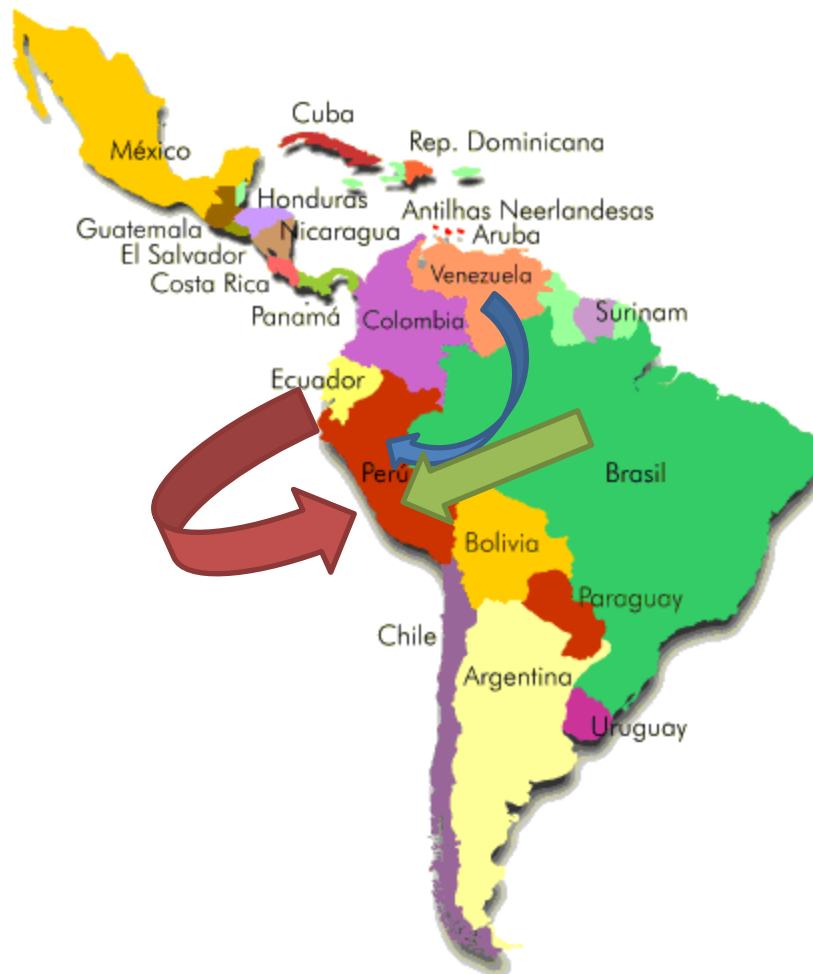 Cuba
Rep. Dominicana
México
Honduras
Antilhas Neerlandesas
Guatemala
Nicaragua
Aruba
El Salvador
Venezuela
Costa Rica
Panamá
Colombia
Surinam
Ecuador
Perú
Brasil
Bolivia
Paraguay
Chile
Argentina
Uruguay